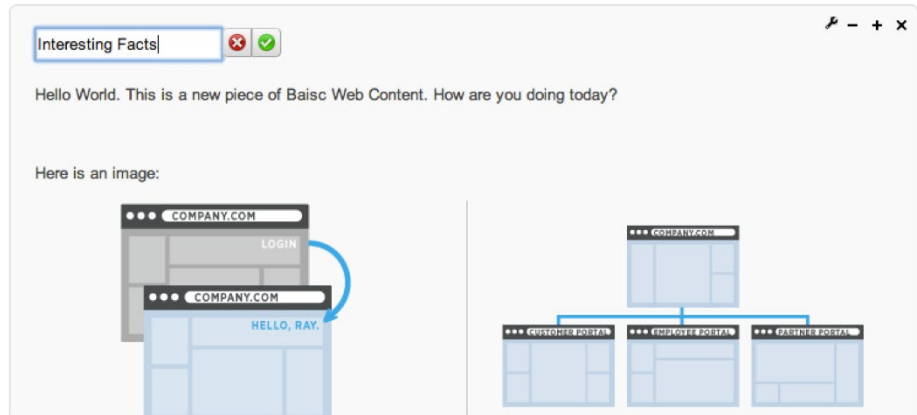 Interesting Facts
Hello World. This is a new piece of Baisc Web Content. How are you doing today?
Here is an image:
COMPANY.COM
LOGIN
COMPANY.COM
HELLO, RAY.
COMPANY.COM
CUSTOMER PORTAL
EMPLOYEE PORTAL
PARTNER PORTAL